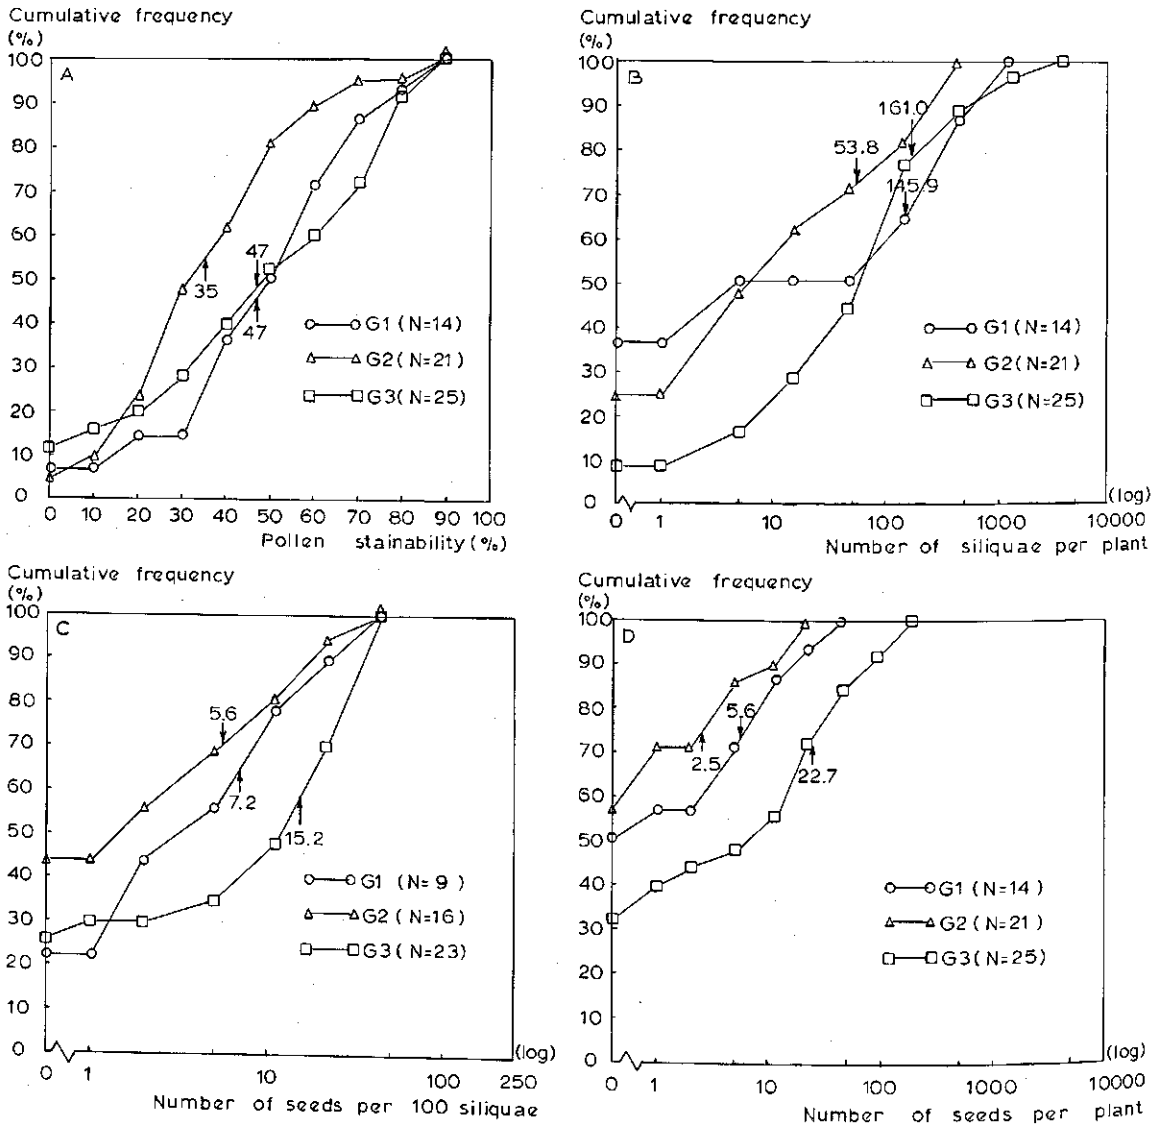 Cumulative frequency
(%)
A
100
90
80
70
60
50
40
30
20
10
0
35
47
47
G1 (N=14)
G2 (N=21)
G3 (N=25)
0 10 20 30 40 50 60 70 80 90 100
Pollen stainability (%)
Cumulative frequency
(%)
B
100
90
80
70
60
50
40
30
20
10
0
53.8
161.0
145.9
G1 (N=14)
G2 (N=21)
G3 (N=25)
(log)
0 1 10 100 1000 10000
Number of siliquae per plant
Cumulative frequency
(%)
C
100
90
80
70
60
50
40
30
20
10
0
5.6
7.2
15.2
G1 (N=9)
G2 (N=16)
G3 (N=23)
(log)
0 1 10 100 250
Number of seeds per 100 siliquae
Cumulative frequency
(%)
D
100
90
80
70
60
50
40
30
20
10
0
5.6
2.5
22.7
G1 (N=14)
G2 (N=21)
G3 (N=25)
(log)
0 1 10 100 1000 10000
Number of seeds per plant